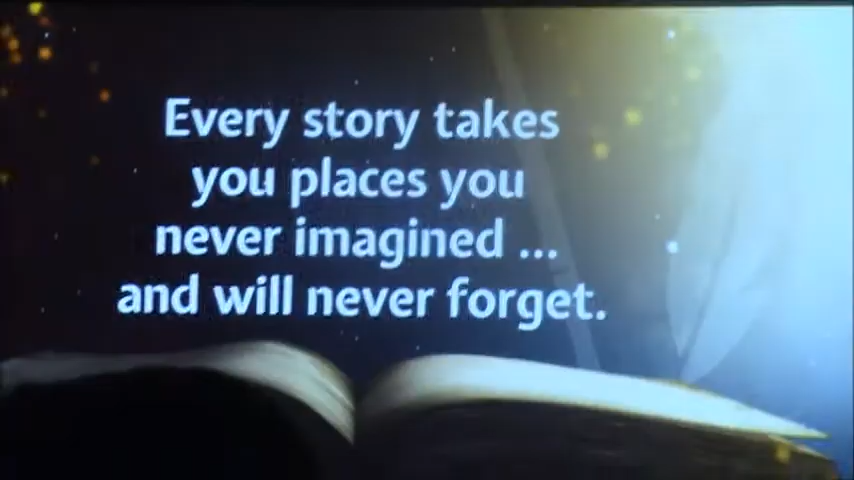 Every story takes
you places you
never imagined ...
and will never forget.